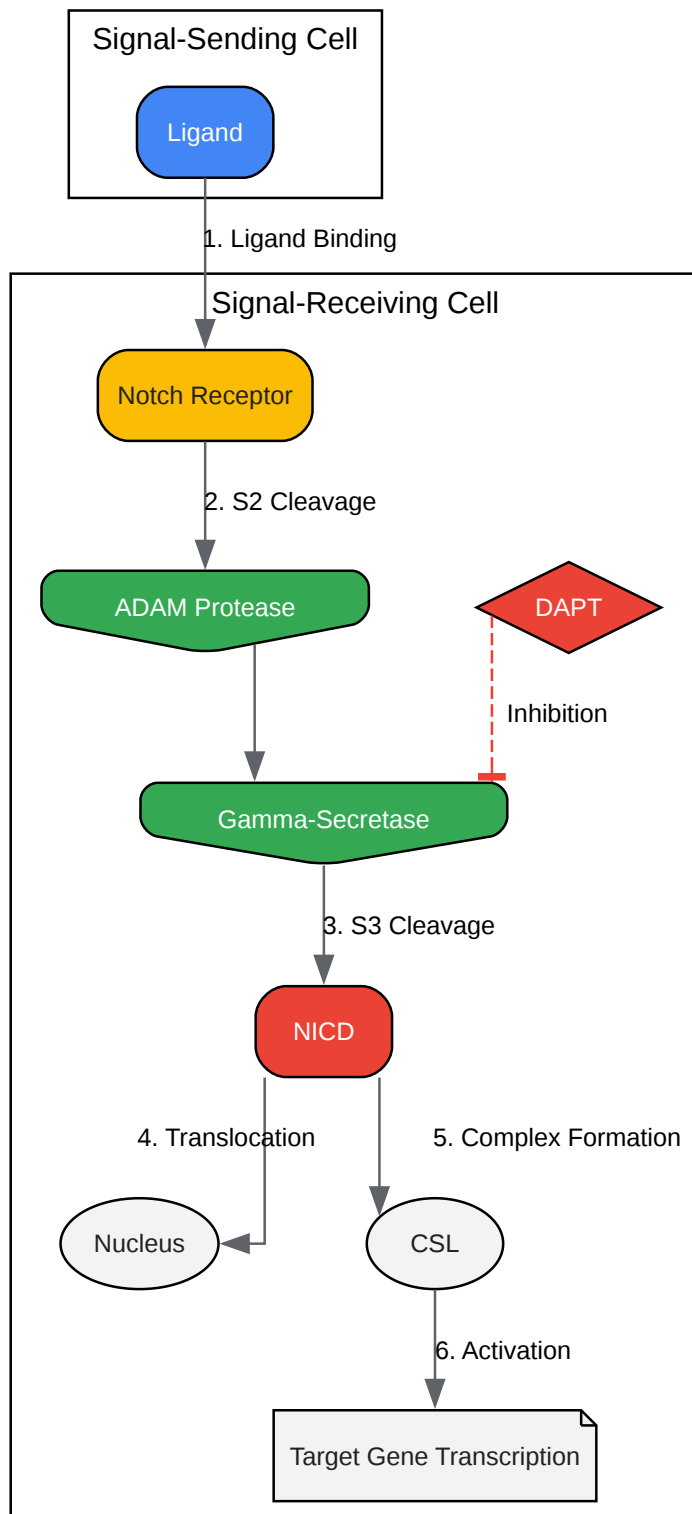 Signal-Sending Cell
Ligand
1. Ligand Binding
Signal-Receiving Cell
Notch Receptor
2. S2 Cleavage
ADAM Protease
DAPT
Inhibition
Gamma-Secretase
3. S3 Cleavage
NICD
4. Translocation
5. Complex Formation
Nucleus
CSL
6. Activation
Target Gene Transcription